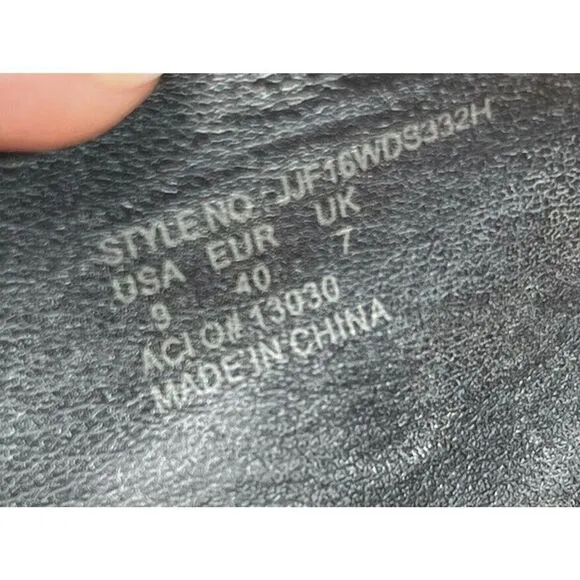 STYLE NO. JJF16WDS332H
USA EUR UK
9 40 7
ACI O# 13030
MADE IN CHINA